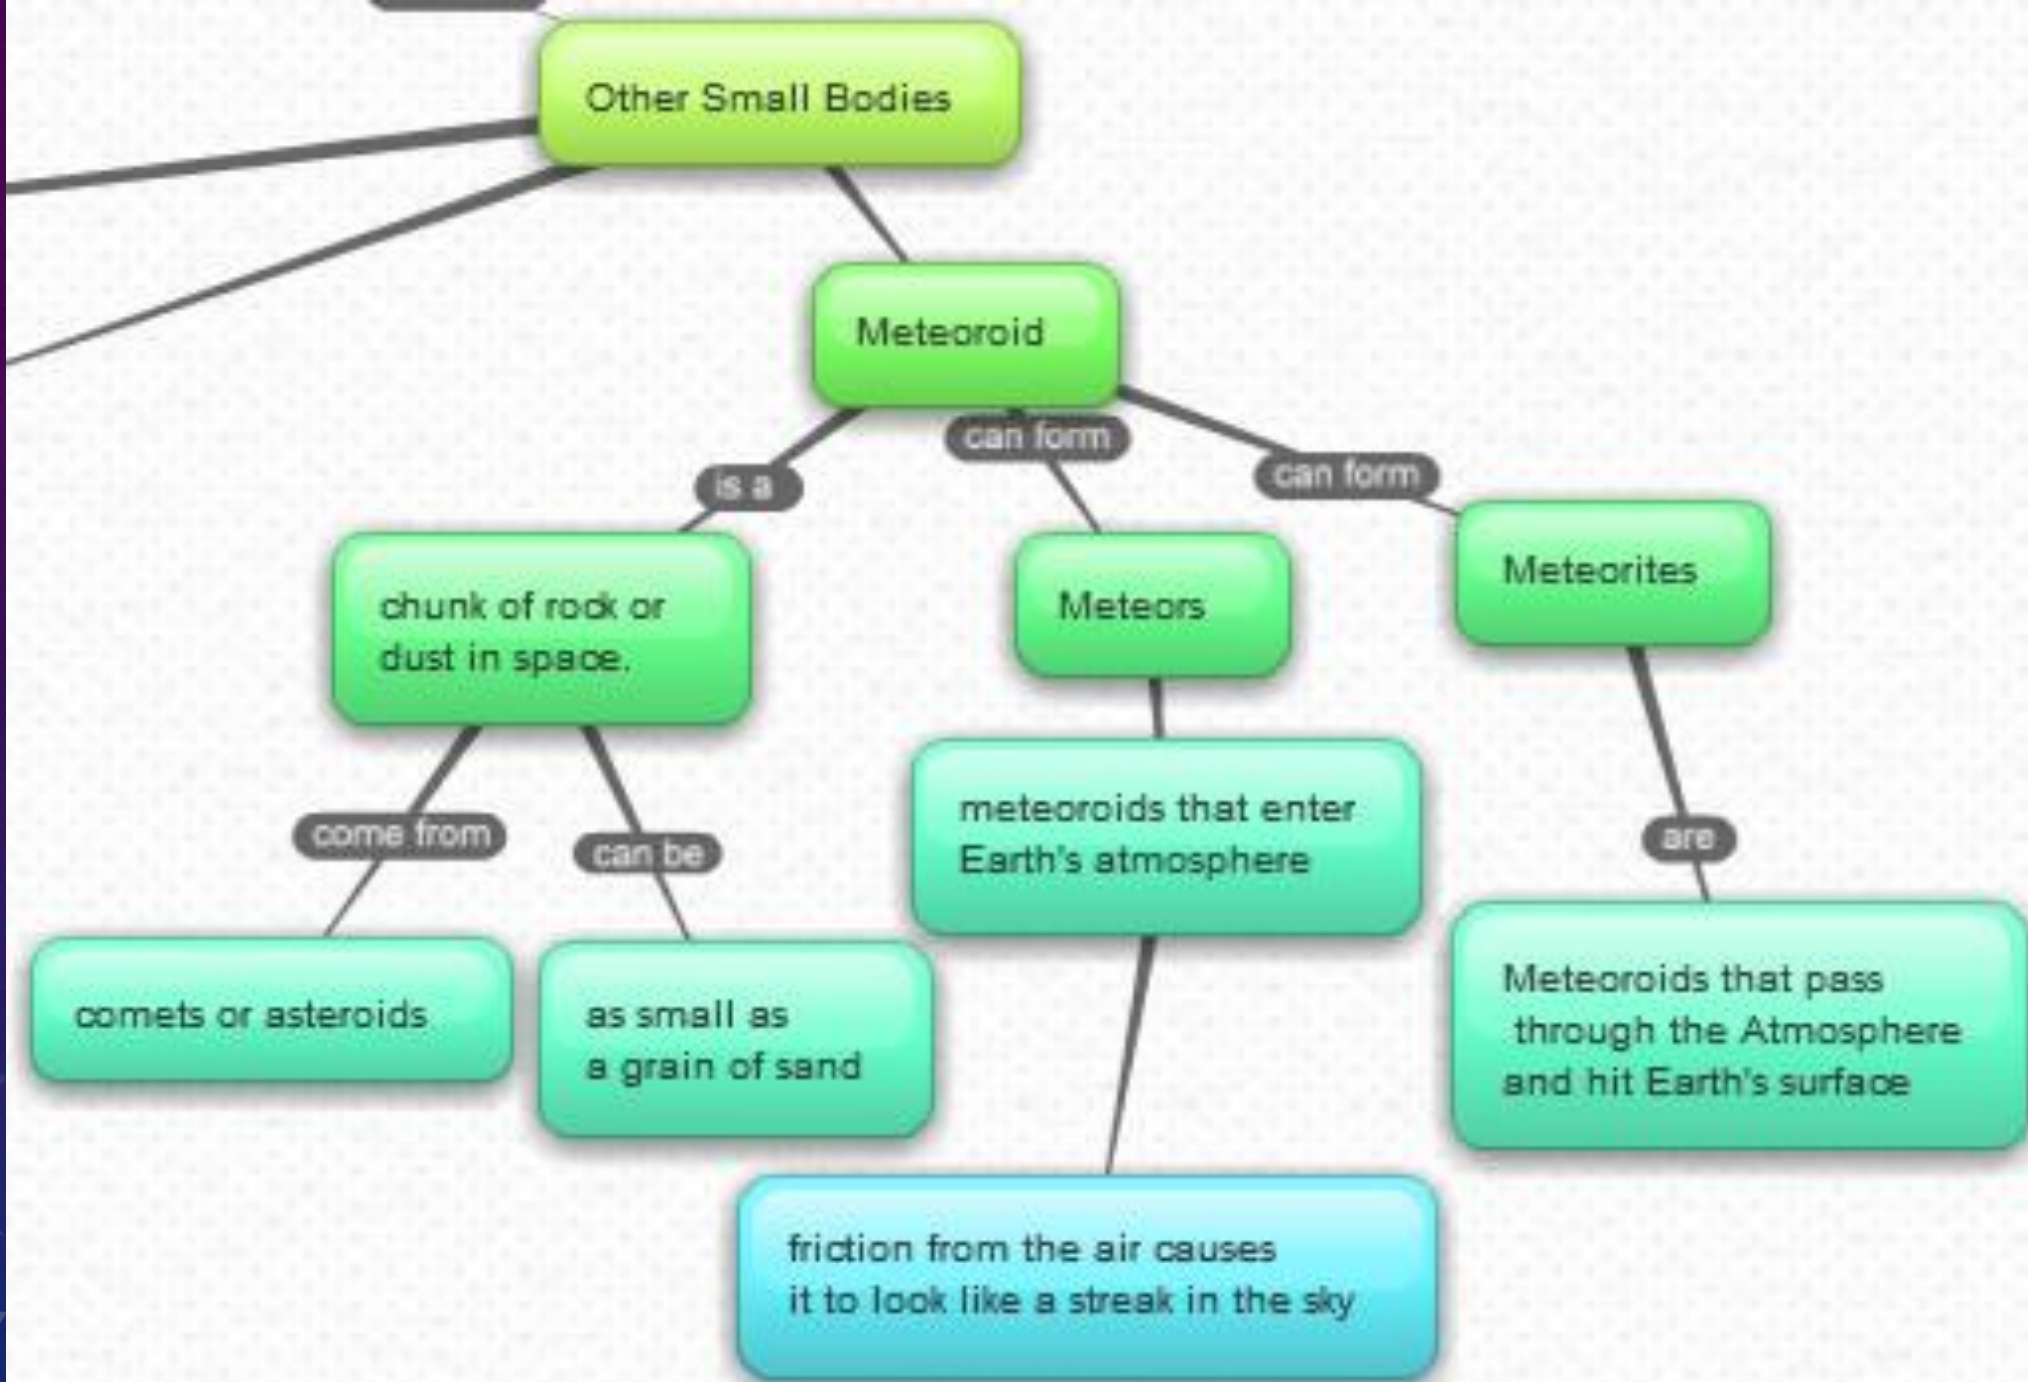 Other Small Bodies
Meteoroid
is a
can form
can form
chunk of rock or
dust in space.
Meteors
Meteorites
come from
can be
are
comets or asteroids
as small as
a grain of sand
meteoroids that enter
Earth's atmosphere
Meteoroids that pass
through the Atmosphere
and hit Earth's surface
friction from the air causes
it to look like a streak in the sky